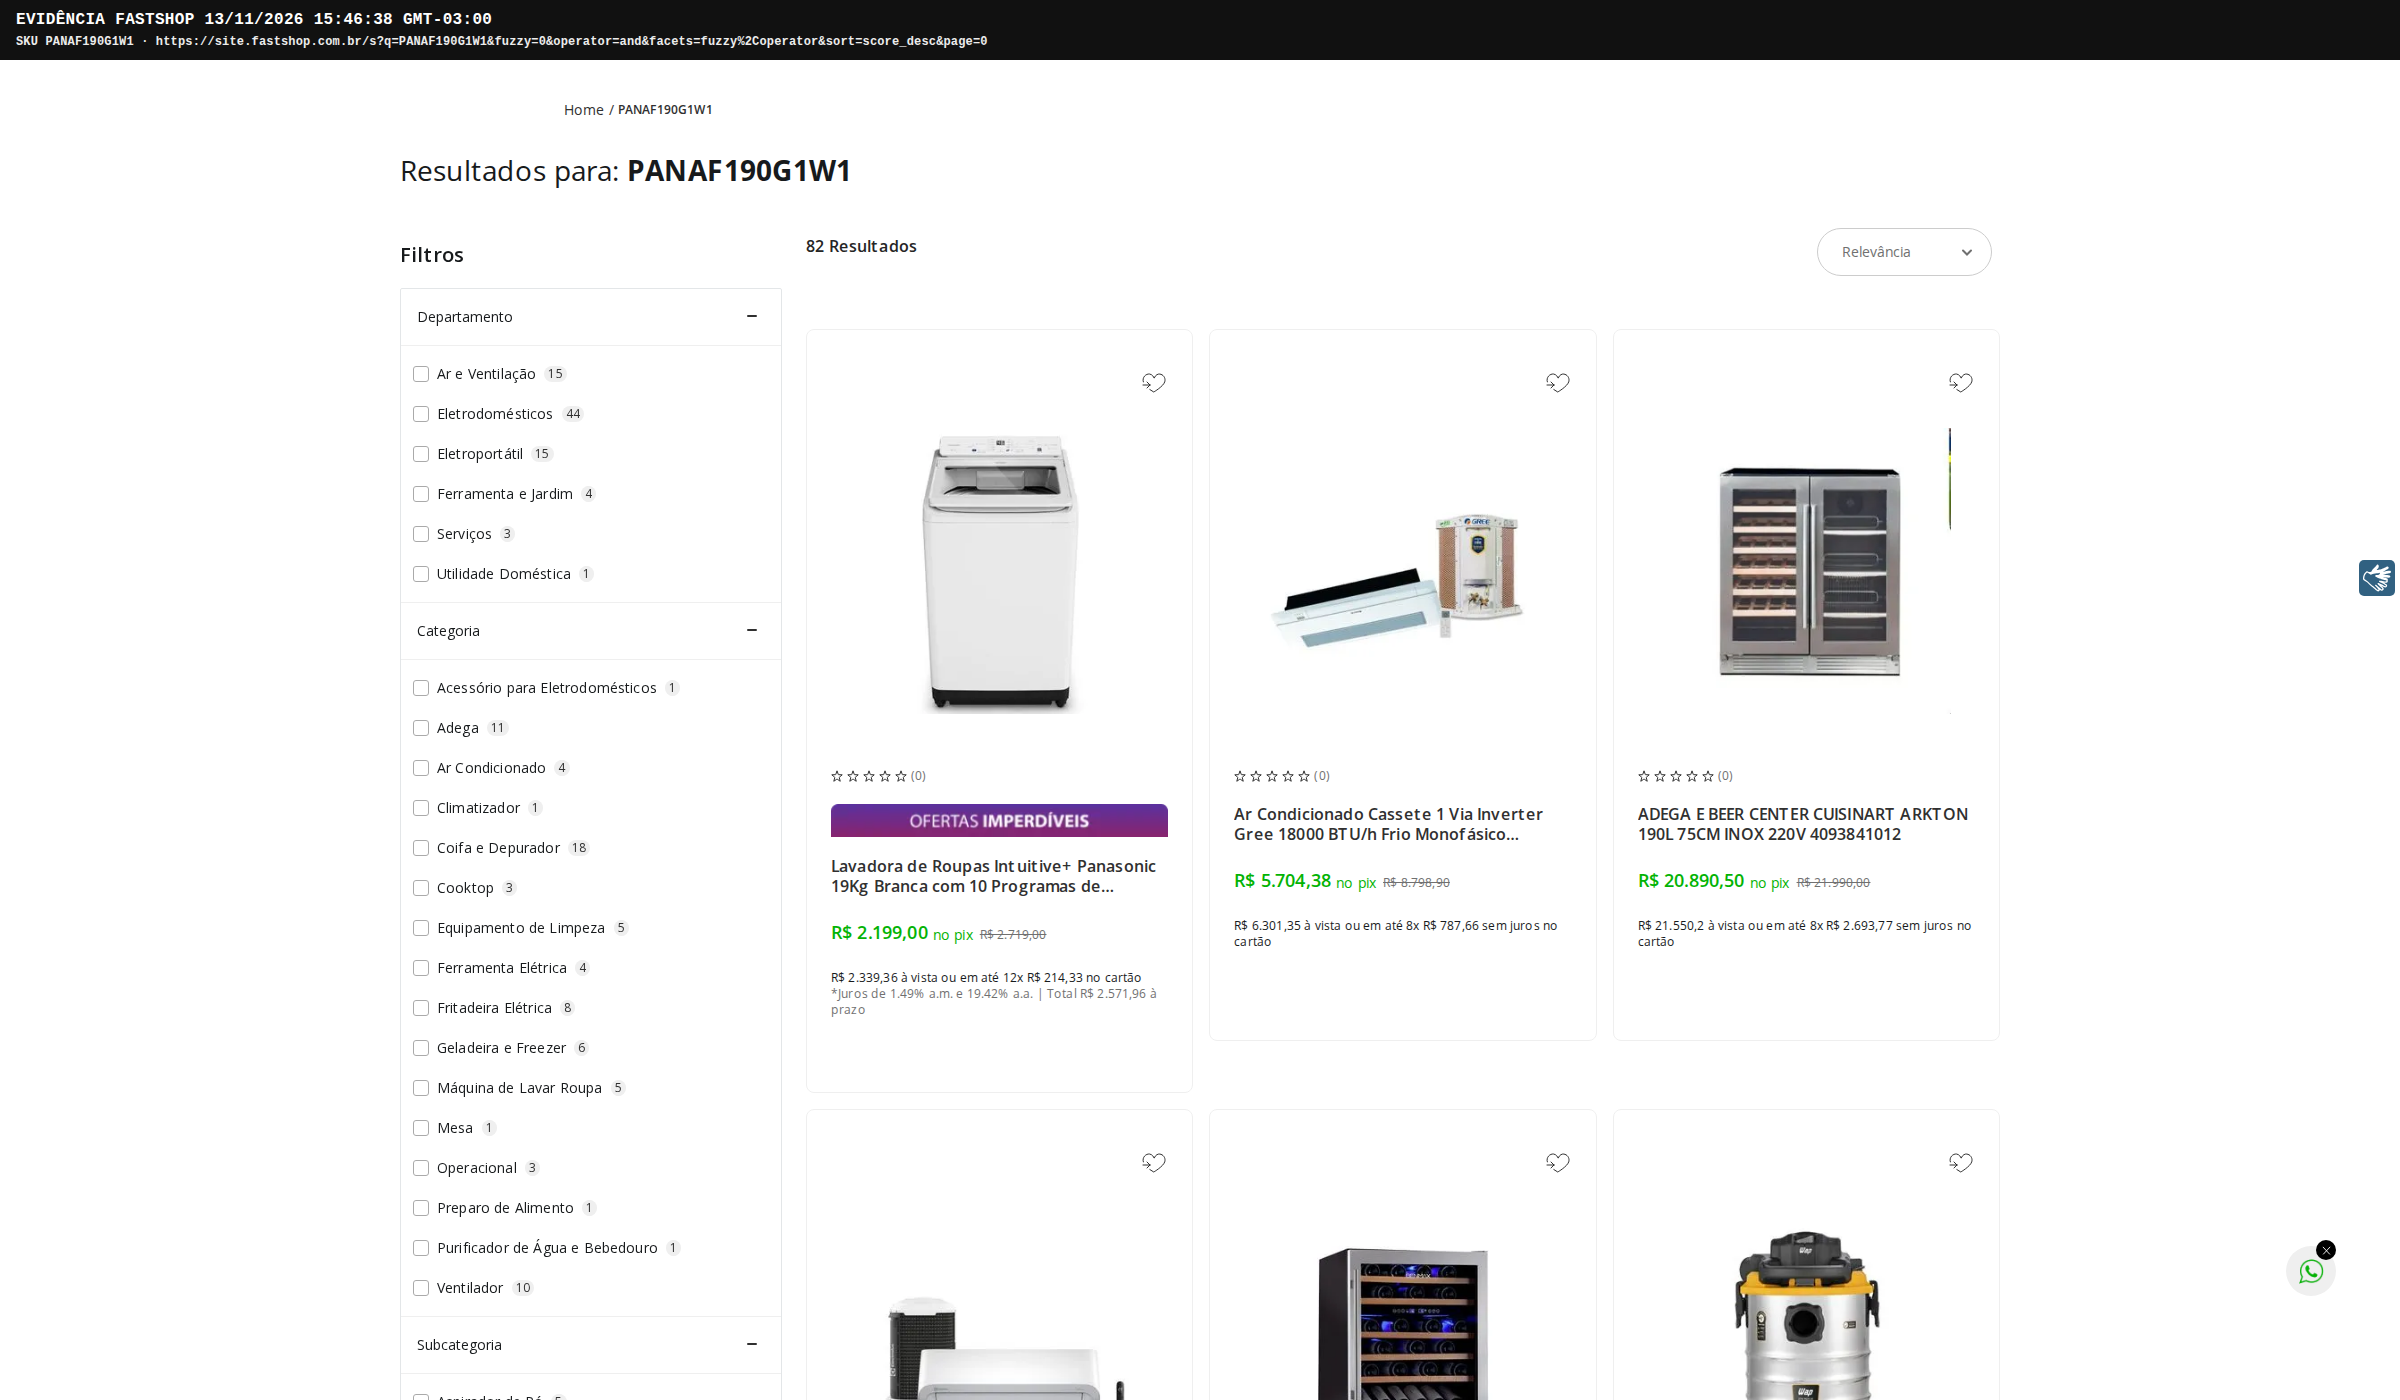 EVIDÊNCIA FASTSHOP 13/11/2026 15:46:38 GMT-03:00
SKU PANAF190G1W1 · https://site.fastshop.com.br/s?q=PANAF190G1W1&fuzzy=0&operator=and&facets=fuzzy%2Coperator&sort=score_desc&page=0
Home / PANAF190G1W1
Resultados para: PANAF190G1W1
Filtros
82 Resultados
Relevância
Departamento
Ar e Ventilação 15
Eletrodomésticos 44
Eletroportátil 15
Ferramenta e Jardim 4
Serviços 3
Utilidade Doméstica 1
Categoria
Acessório para Eletrodomésticos 1
Adega 11
Ar Condicionado 4
Climatizador 1
Coifa e Depurador 18
Cooktop 3
Equipamento de Limpeza 5
Ferramenta Elétrica 4
Fritadeira Elétrica 8
Geladeira e Freezer 6
Máquina de Lavar Roupa 5
Mesa 1
Operacional 3
Preparo de Alimento 1
Purificador de Água e Bebedouro 1
Ventilador 10
Subcategoria
Aspirador de Pó 5
(0)
OFERTAS IMPERDÍVEIS
Lavadora de Roupas Intuitive+ Panasonic
19Kg Branca com 10 Programas de...
R$ 2.199,00 no pix R$ 2.719,00
R$ 2.339,36 à vista ou em até 12x R$ 214,33 no cartão
*Juros de 1.49% a.m. e 19.42% a.a. | Total R$ 2.571,96 à
prazo
GREE
(0)
Ar Condicionado Cassete 1 Via Inverter
Gree 18000 BTU/h Frio Monofásico...
R$ 5.704,38 no pix R$ 8.798,90
R$ 6.301,35 à vista ou em até 8x R$ 787,66 sem juros no
cartão
(0)
ADEGA E BEER CENTER CUISINART ARKTON
190L 75CM INOX 220V 4093841012
R$ 20.890,50 no pix R$ 21.990,00
R$ 21.550,2 à vista ou em até 8x R$ 2.693,77 sem juros no
cartão
Wap
Wap